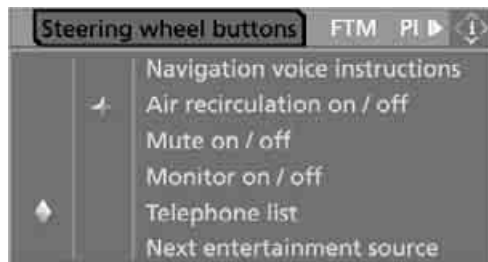 Steering wheel buttons FTM PI
Navigation voice instructions
Air recirculation on / off
Mute on / off
Monitor on / off
Telephone list
Next entertainment source